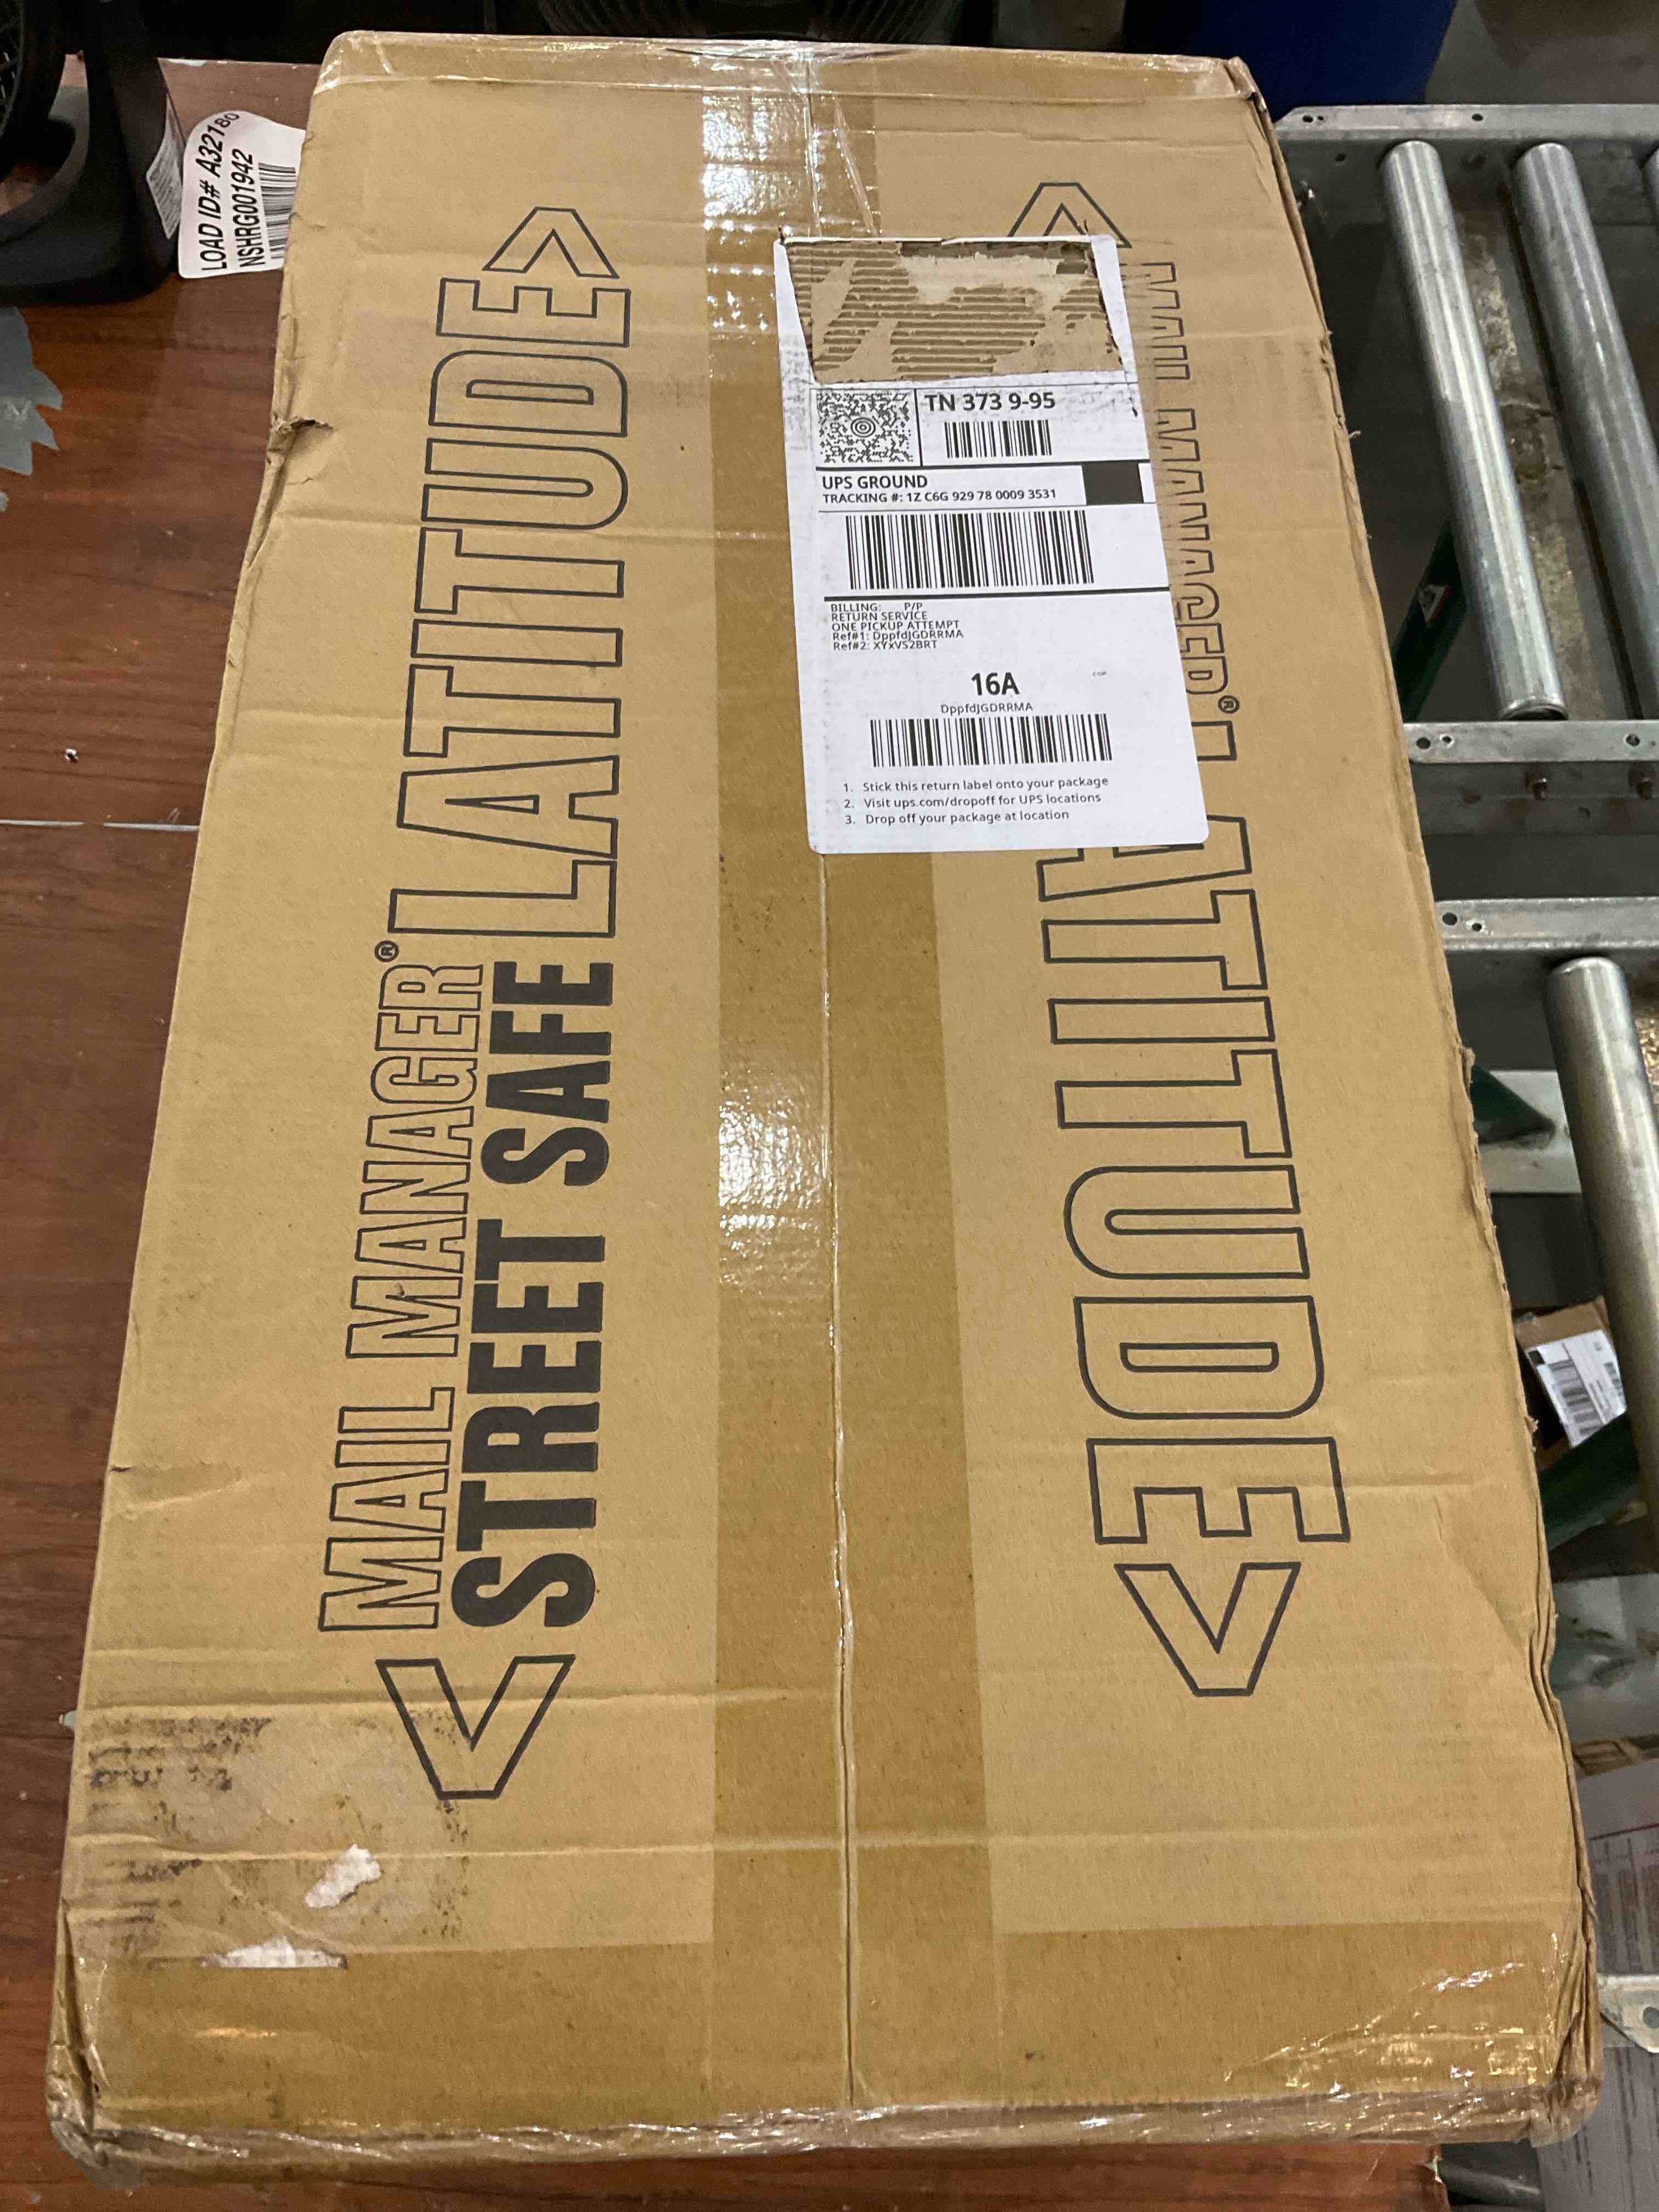 LOAD ID# A32180
NSHRG001942
MAIL MANAGER®
<STREET SAFE LATITUDE>
TN 373 9-95
UPS GROUND
TRACKING #: 1Z C6G 929 78 0009 3531
BILLING: P/P
RETURN SERVICE
ONE PICKUP ATTEMPT
Ref#1: DppfdJGDRRMA
Ref#2: XYxVS2BRT
16A
DppfdJGDRRMA
1. Stick this return label onto your package
2. Visit ups.com/dropoff for UPS locations
3. Drop off your package at location
<MAIL MANAGER®
LATITUDE>